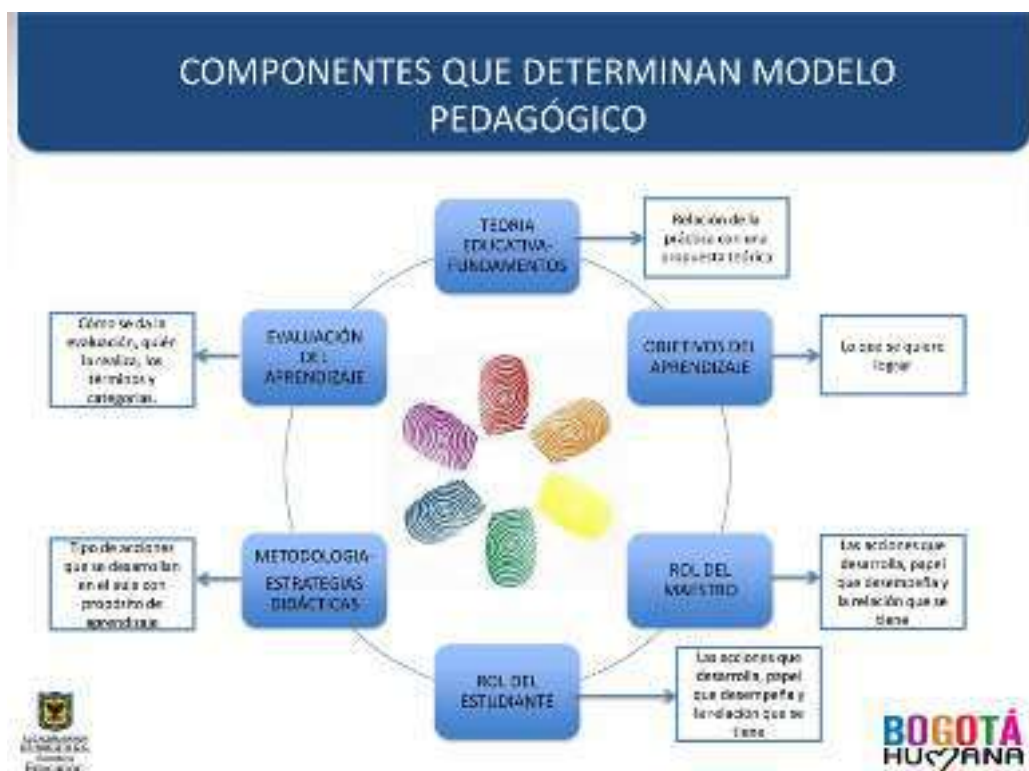 COMPONENTES QUE DETERMINAN MODELO
PEDAGÓGICO
TEORIA
EDUCATIVA-
FUNDAMENTOS
Relación de la
práctica con una
propuesta teórica
OBJETIVOS DEL
APRENDIZAJE
Lo que se quiere
lograr
ROL DEL
MAESTRO
Las acciones que
desarrolla, papel
que desempeña y
la relación que se
tiene
ROL DEL
ESTUDIANTE
Las acciones que
desarrolla, papel
que desempeña y
la relación que se
tiene
METODOLOGIA
ESTRATEGIAS
DIDÁCTICAS
Tipo de acciones
que se desarrollan
en el aula con
propósito de
aprendizaje
EVALUACIÓN
DEL
APRENDIZAJE
Cómo se da la
evaluación, quién
la realiza, los
términos y
categorías.
Educación
BOGOTÁ
HUMANA